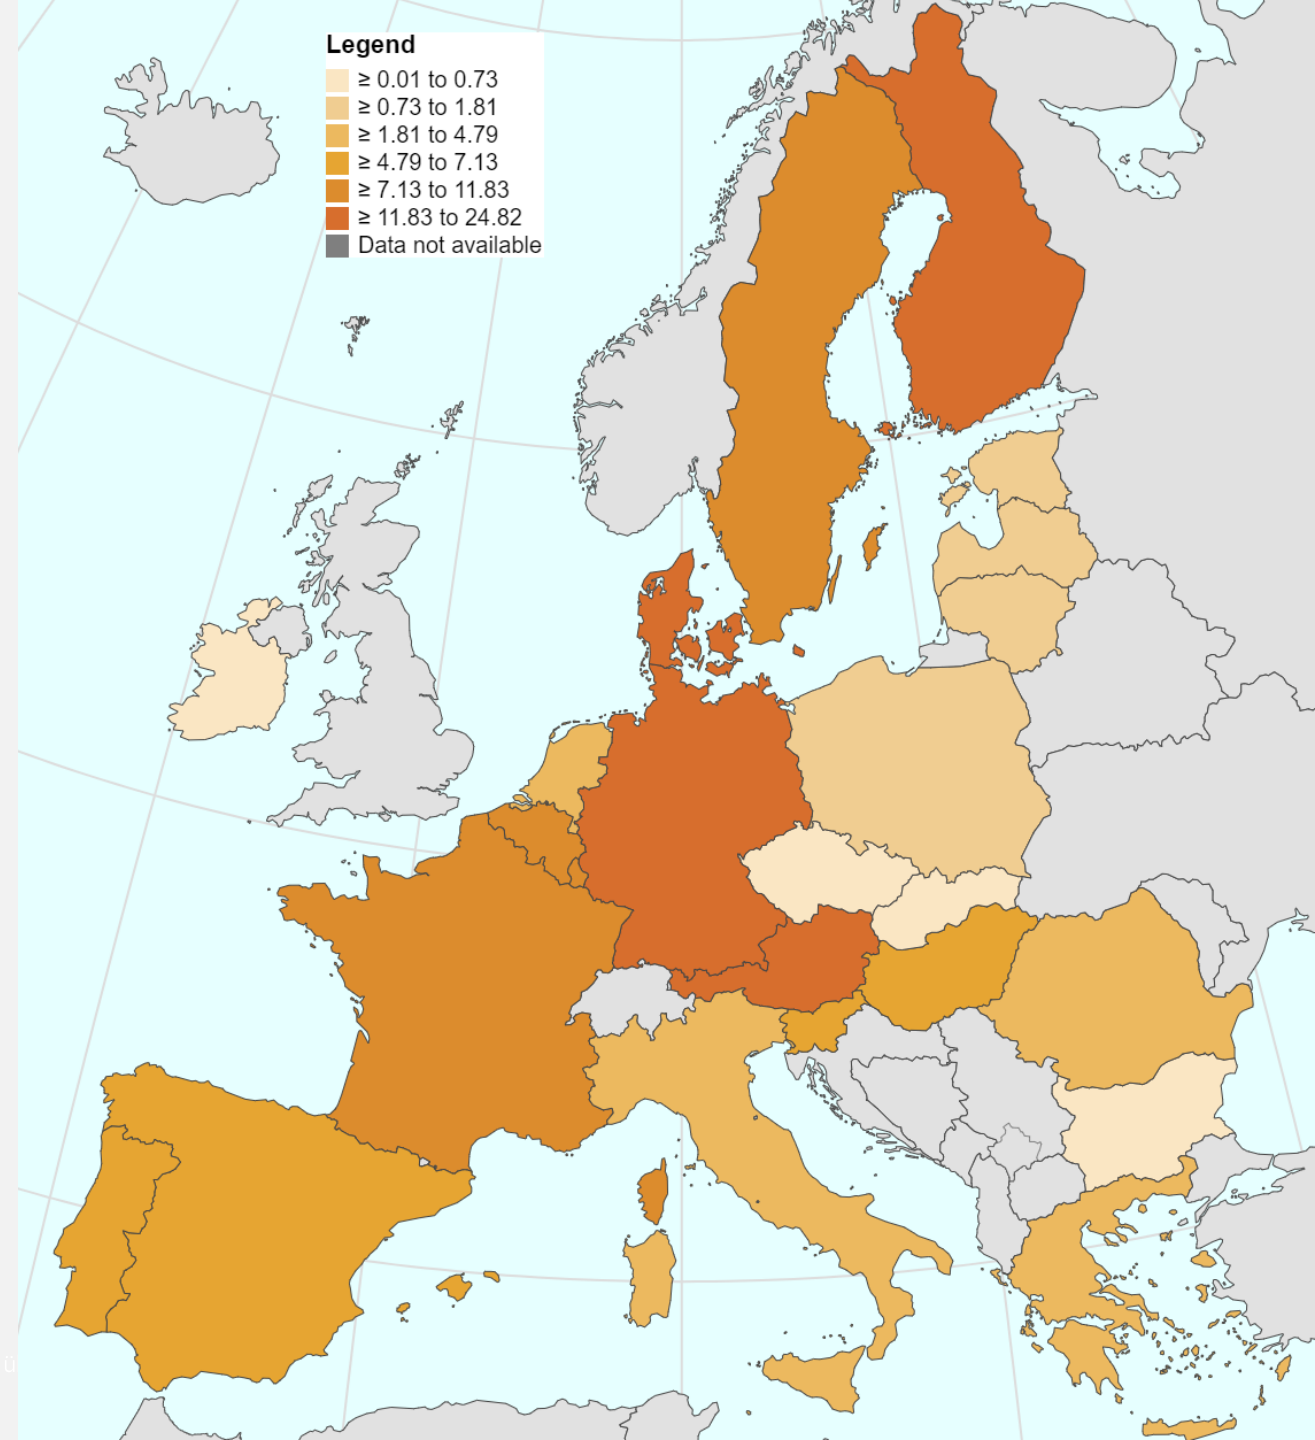 Legend
≥ 0.01 to 0.73
≥ 0.73 to 1.81
≥ 1.81 to 4.79
≥ 4.79 to 7.13
≥ 7.13 to 11.83
≥ 11.83 to 24.82
Data not available
ü